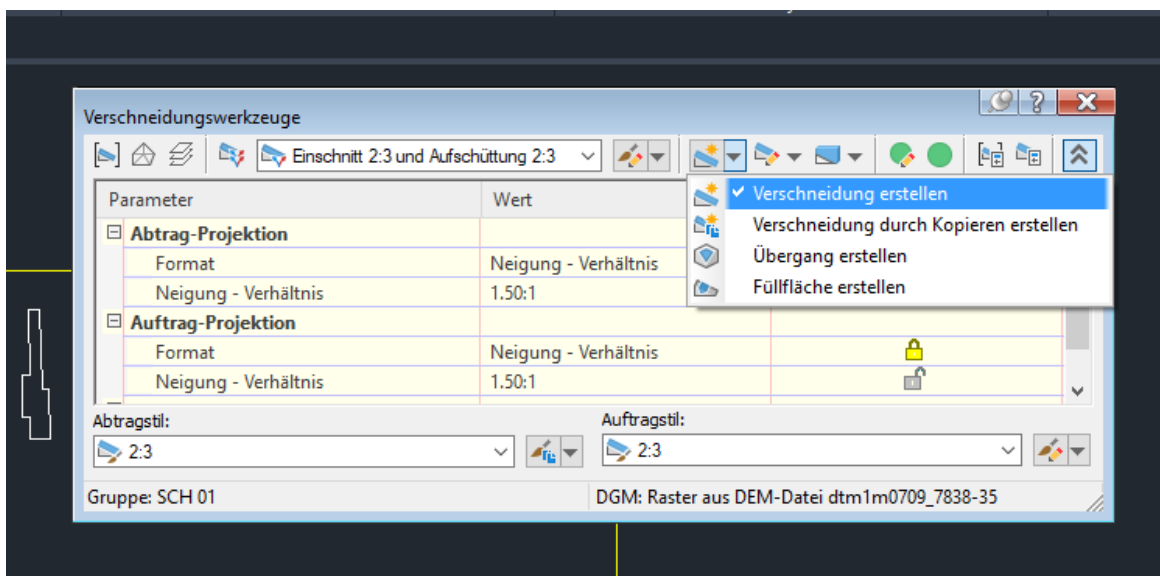 Verschneidungswerkzeuge
Einschnitt 2:3 und Aufschüttung 2:3
Parameter Wert
Verschneidung erstellen
Verschneidung durch Kopieren erstellen
Übergang erstellen
Füllfläche erstellen
Abtrag-Projektion
Format Neigung - Verhältnis
Neigung - Verhältnis 1.50:1
Auftrag-Projektion
Format Neigung - Verhältnis
Neigung - Verhältnis 1.50:1
Abtragstil: Auftragstil:
2:3 2:3
Gruppe: SCH 01 DGM: Raster aus DEM-Datei dtm1m0709_7838-35